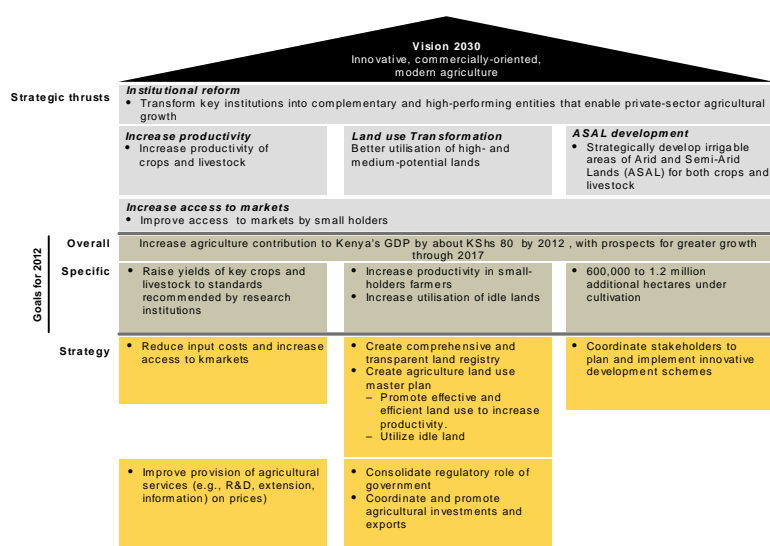 Vision 2030
Innovative, commercially-oriented,
modern agriculture
Strategic thrusts
Institutional reform
• Transform key institutions into complementary and high-performing entities that enable private-sector agricultural
growth
Increase productivity
• Increase productivity of
crops and livestock
Land use Transformation
Better utilisation of high- and
medium-potential lands
ASAL development
• Strategically develop irrigable
areas of Arid and Semi-Arid
Lands (ASAL) for both crops and
livestock
Increase access to markets
• Improve access to markets by small holders
Goals for 2012
Overall
Increase agriculture contribution to Kenya's GDP by about KShs 80 by 2012 , with prospects for greater growth
through 2017
Specific
• Raise yields of key crops and
livestock to standards
recommended by research
institutions
• Increase productivity in small-
holders farmers
• Increase utilisation of idle lands
• 600,000 to 1.2 million
additional hectares under
cultivation
Strategy
• Reduce input costs and increase
access to kmarkets
• Create comprehensive and
transparent land registry
• Create agriculture land use
master plan
– Promote effective and
efficient land use to increase
productivity.
– Utilize idle land
• Coordinate stakeholders to
plan and implement innovative
development schemes
• Improve provision of agricultural
services (e.g., R&D, extension,
information) on prices)
• Consolidate regulatory role of
government
• Coordinate and promote
agricultural investments and
exports